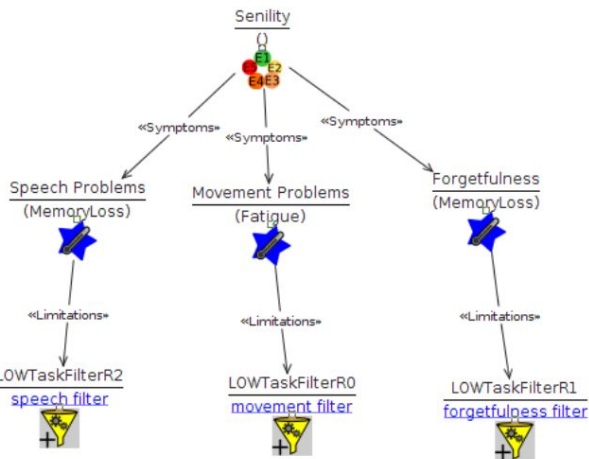 Senility
()
E1
E5
E2
E4
E3
«Symptoms»
«Symptoms»
«Symptoms»
Speech Problems
(MemoryLoss)
Movement Problems
(Fatigue)
Forgetfulness
(MemoryLoss)
«Limitations»
«Limitations»
«Limitations»
LOWTaskFilterR2
speech filter
LOWTaskFilterR0
movement filter
LOWTaskFilterR1
forgetfulness filter